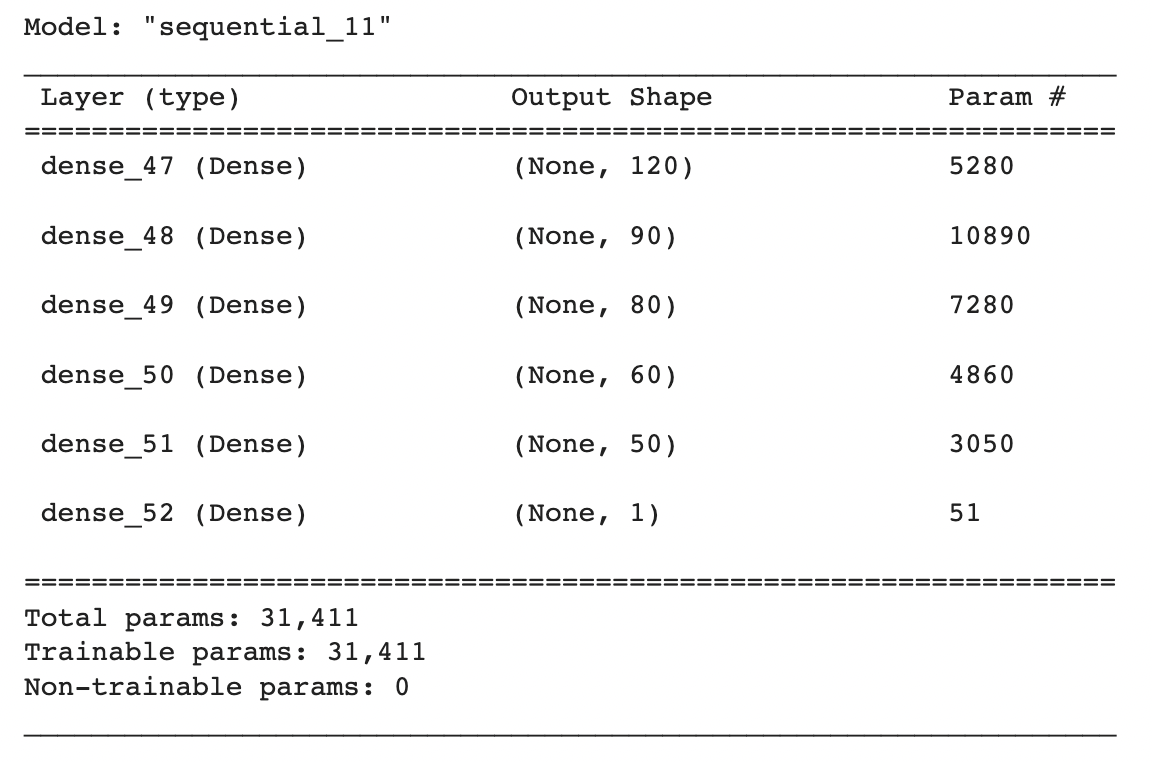 Model: "sequential_11"
Layer (type) Output Shape Param #
=================================================================
dense_47 (Dense) (None, 120) 5280
dense_48 (Dense) (None, 90) 10890
dense_49 (Dense) (None, 80) 7280
dense_50 (Dense) (None, 60) 4860
dense_51 (Dense) (None, 50) 3050
dense_52 (Dense) (None, 1) 51
=================================================================
Total params: 31,411
Trainable params: 31,411
Non-trainable params: 0